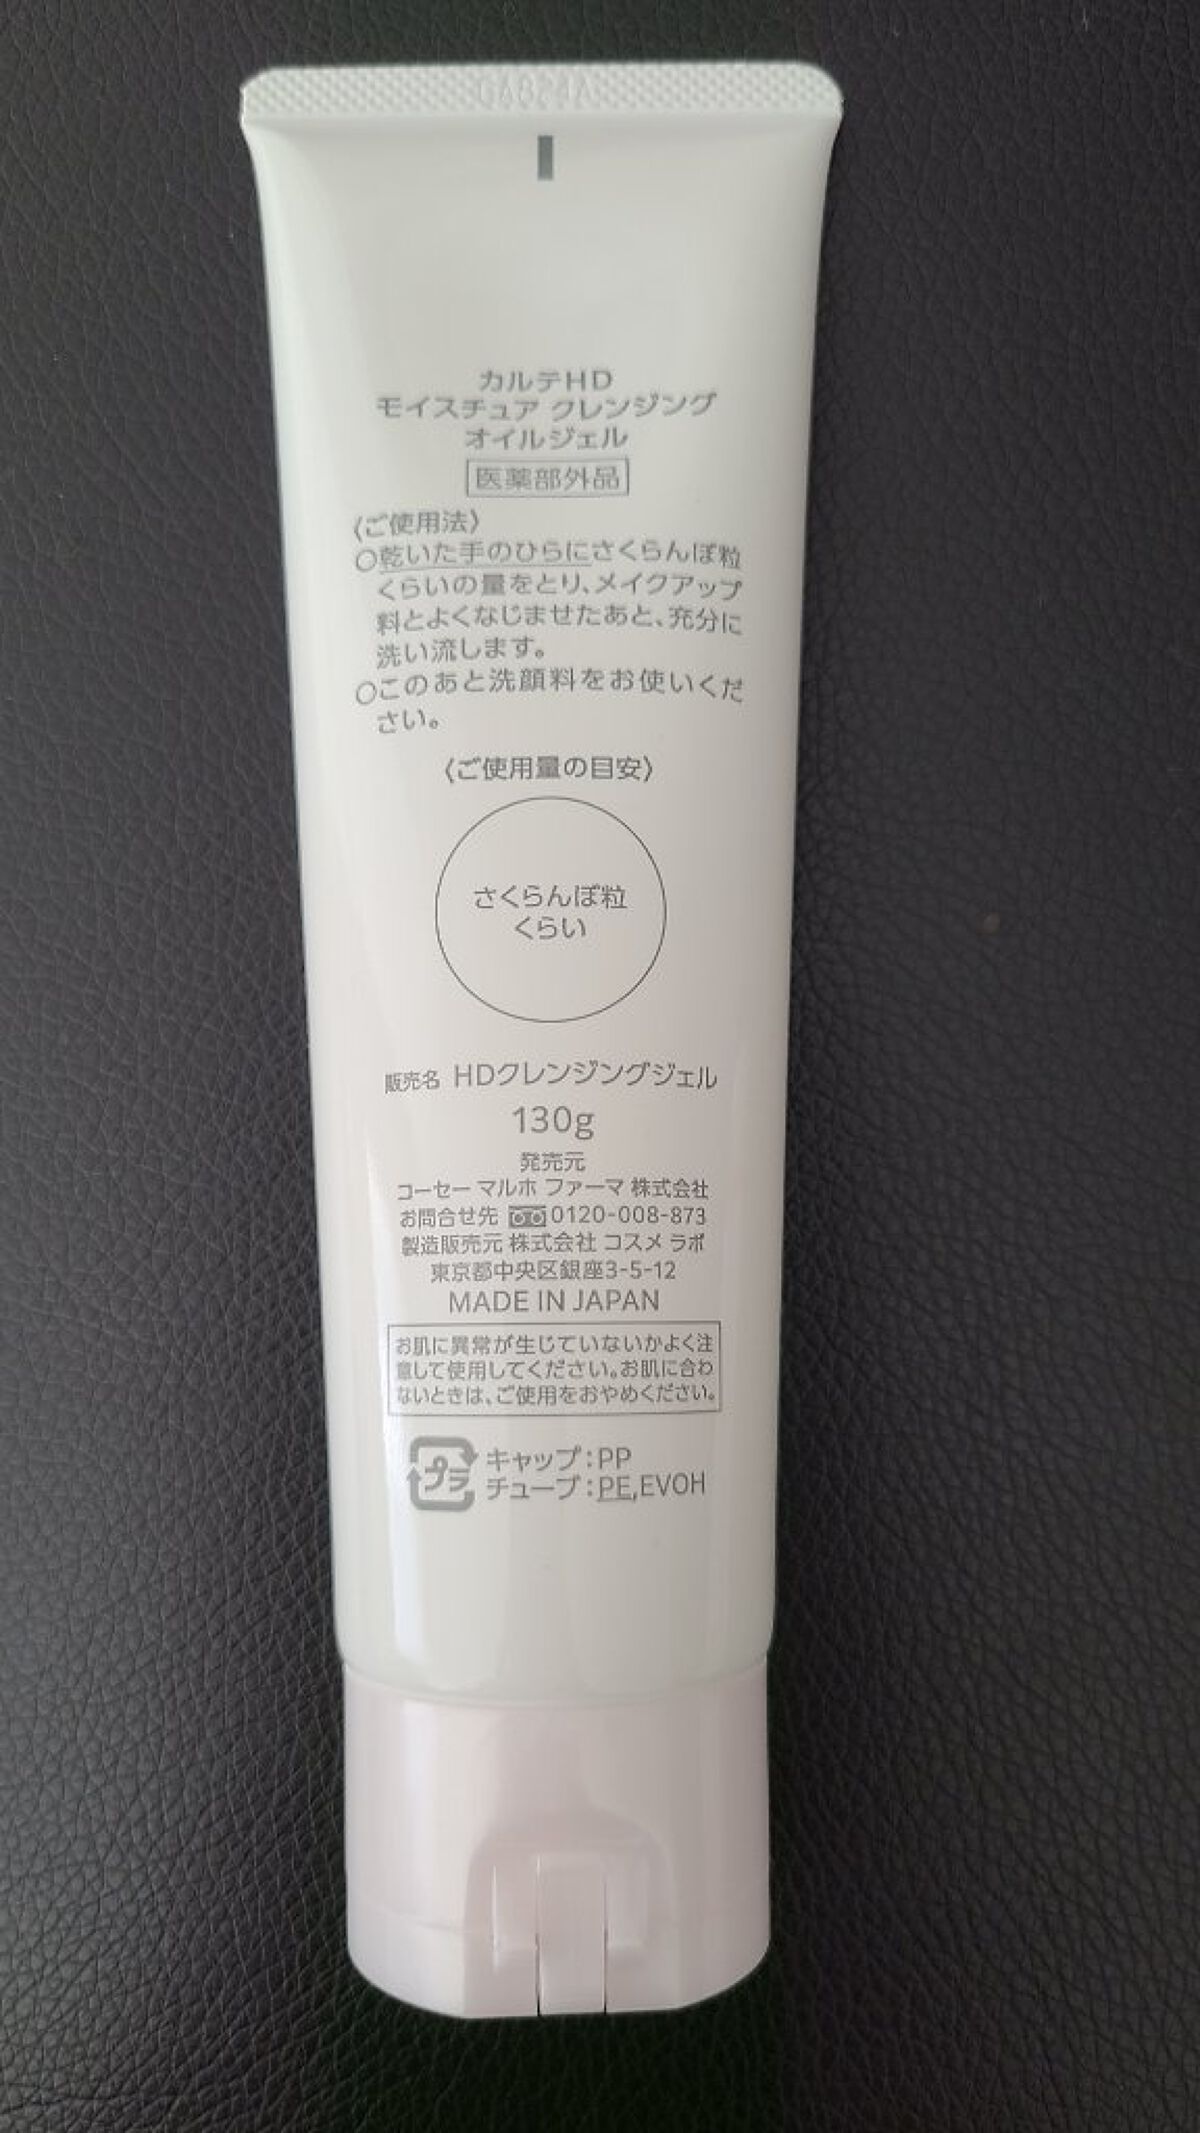 カルテHD
モイスチュア クレンジング
オイルジェル
医薬部外品
〈ご使用法〉
○乾いた手のひらにさくらんぼ粒
くらいの量をとり、メイクアップ
料とよくなじませたあと、充分に
洗い流します。
○このあと洗顔料をお使いくだ
さい。
〈ご使用量の目安〉
さくらんぼ粒
くらい
販売名 HDクレンジングジェル
130g
発売元
コーセー マルホ ファーマ 株式会社
お問合せ先 0120-008-873
製造販売元 株式会社 コスメ ラボ
東京都中央区銀座3-5-12
MADE IN JAPAN
お肌に異常が生じていないかよく注
意して使用してください。お肌に合わ
ないときは、ご使用をおやめください。
プラ
キャップ:PP
チューブ:PE,EVOH